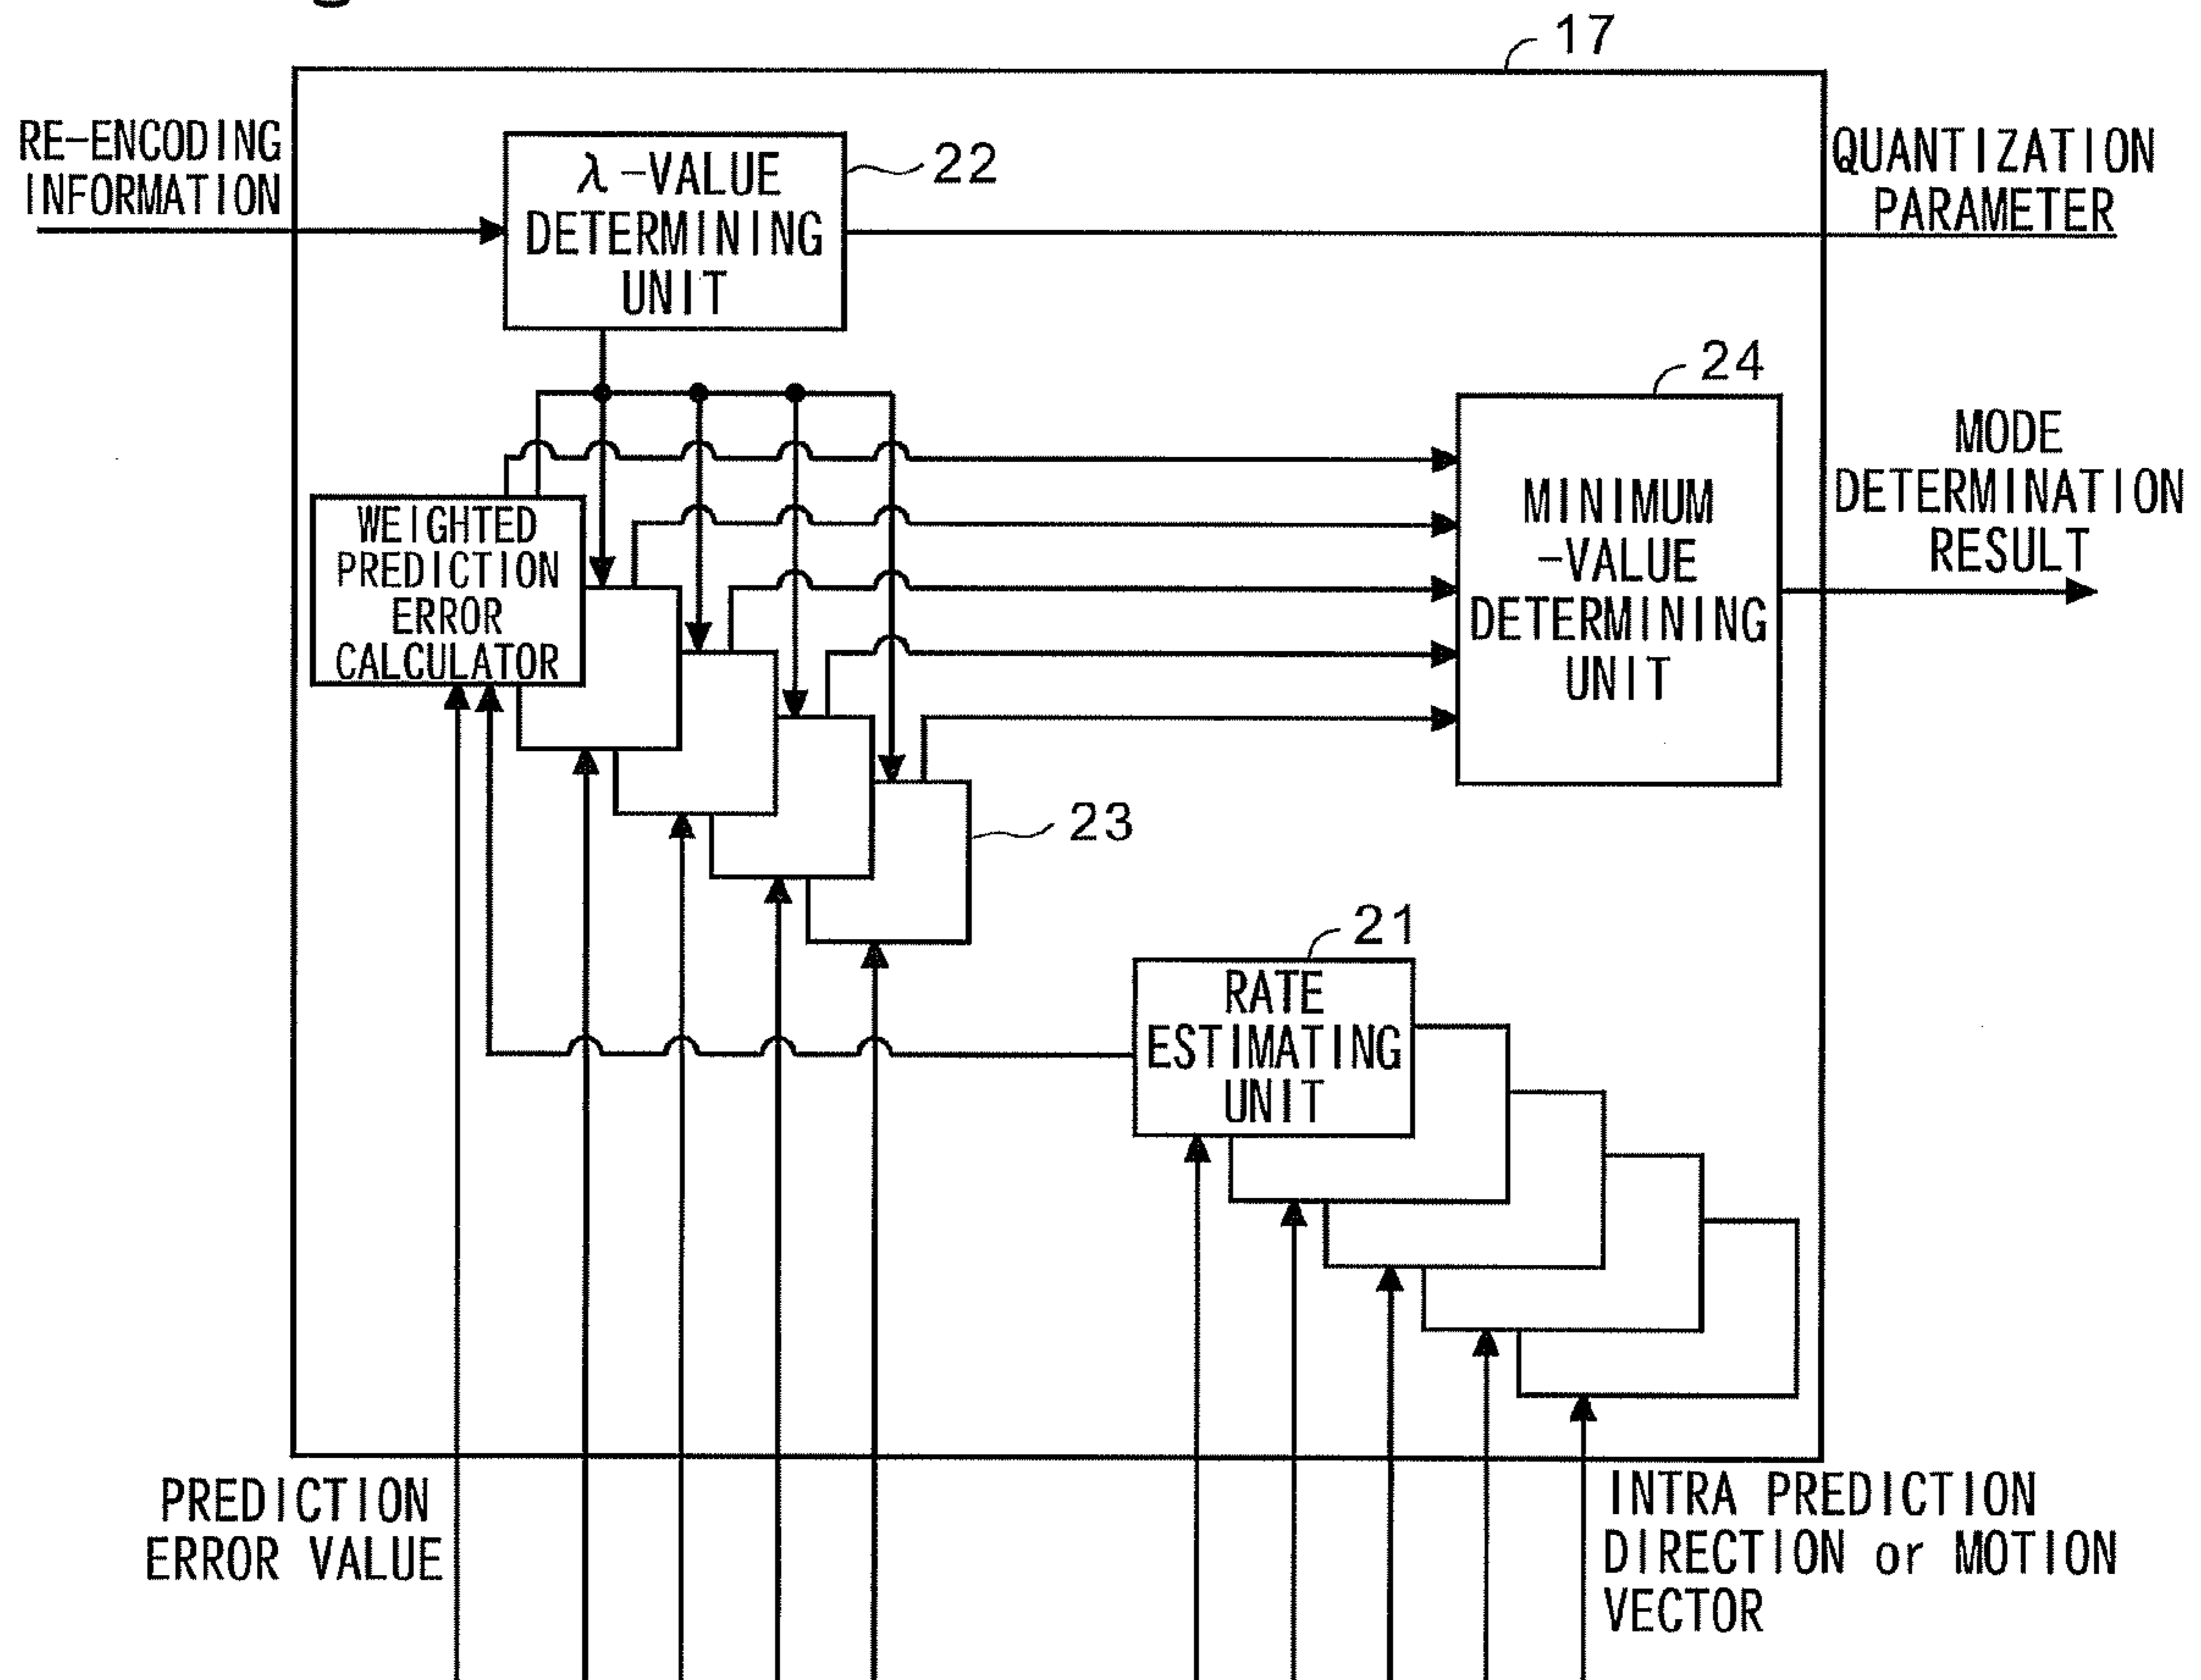 17
RE-ENCODING
INFORMATION
λ-VALUE
DETERMINING
UNIT
22
QUANTIZATION
PARAMETER
24
MINIMUM
-VALUE
DETERMINING
UNIT
MODE
DETERMINATION
RESULT
WEIGHTED
PREDICTION
ERROR
CALCULATOR
23
21
RATE
ESTIMATING
UNIT
PREDICTION
ERROR VALUE
INTRA PREDICTION
DIRECTION or MOTION
VECTOR